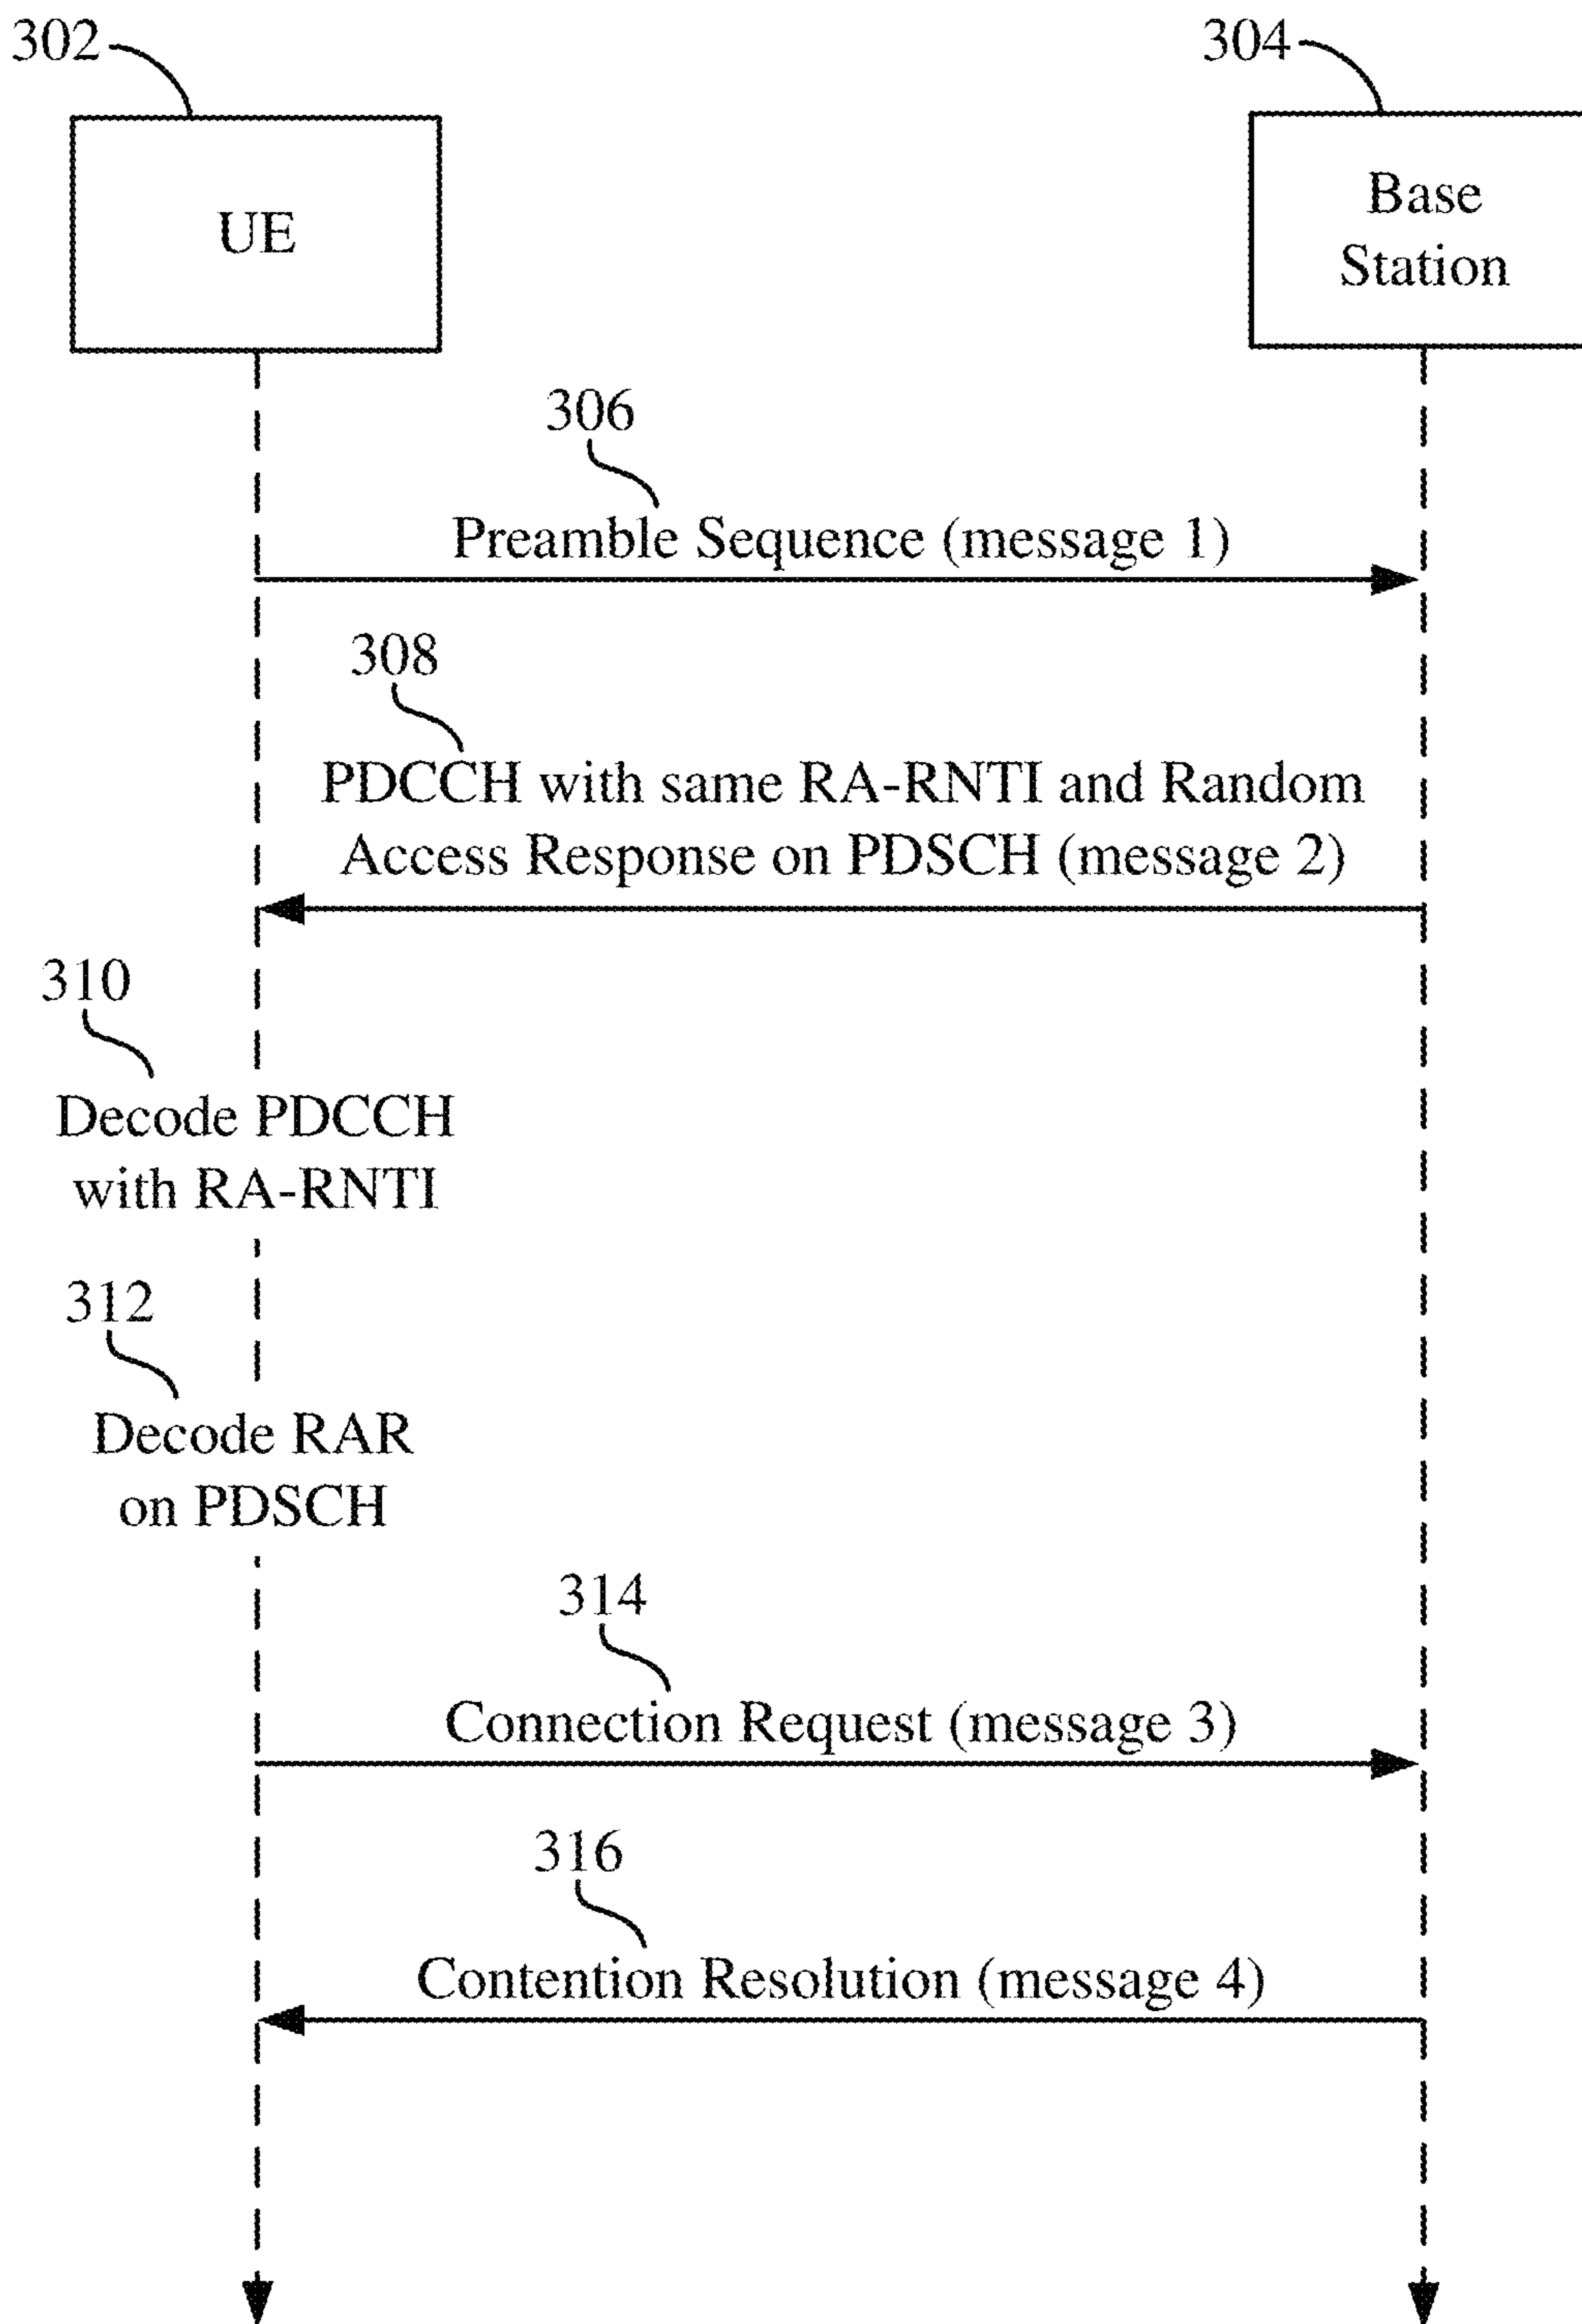 302
304
UE
Base
Station
306
Preamble Sequence (message 1)
308
PDCCH with same RA-RNTI and Random
Access Response on PDSCH (message 2)
310
Decode PDCCH
with RA-RNTI
312
Decode RAR
on PDSCH
314
Connection Request (message 3)
316
Contention Resolution (message 4)